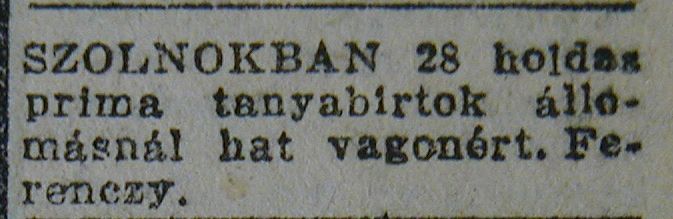 SZOLNOKBAN 28 holdas
prima tanyabirtok állo-
másnál hat vagonért. Fe-
renczy.